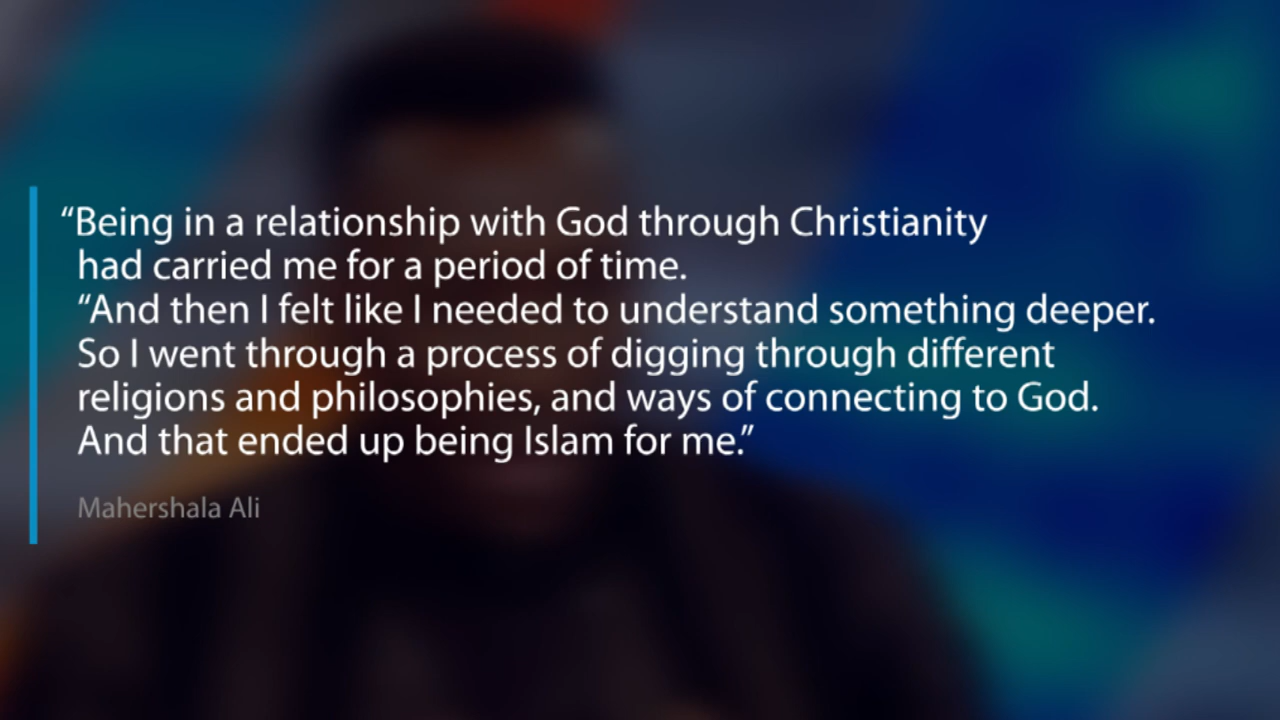 “Being in a relationship with God through Christianity
had carried me for a period of time.
“And then I felt like I needed to understand something deeper.
So I went through a process of digging through different
religions and philosophies, and ways of connecting to God.
And that ended up being Islam for me.”
Mahershala Ali